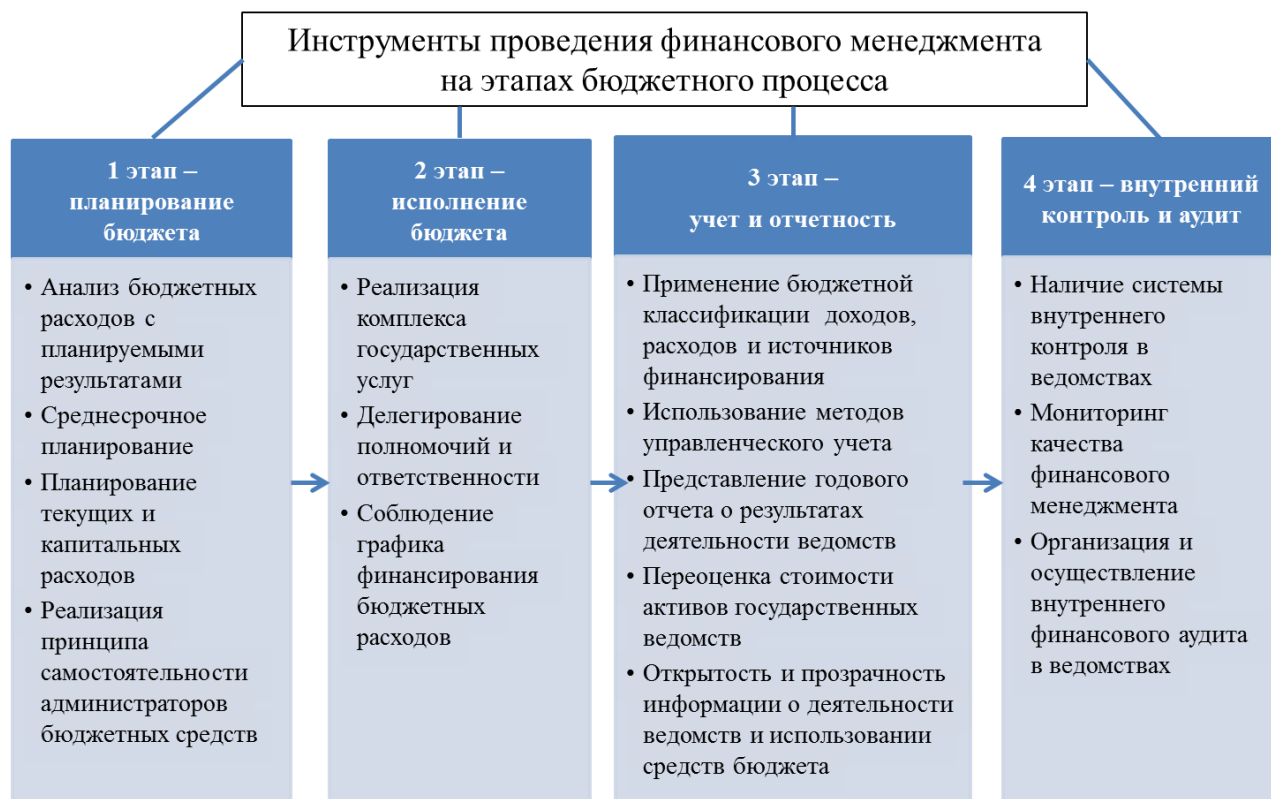 Инструменты проведения финансового менеджмента
на этапах бюджетного процесса
1 этап –
планирование
бюджета
• Анализ бюджетных
расходов с
планируемыми
результатами
• Среднесрочное
планирование
• Планирование
текущих и
капитальных
расходов
• Реализация
принципа
самостоятельности
администраторов
бюджетных средств
2 этап –
исполнение
бюджета
• Реализация
комплекса
государственных
услуг
• Делегирование
полномочий и
ответственности
• Соблюдение
графика
финансирования
бюджетных
расходов
3 этап –
учет и отчетность
• Применение бюджетной
классификации доходов,
расходов и источников
финансирования
• Использование методов
управленческого учета
• Представление годового
отчета о результатах
деятельности ведомств
• Переоценка стоимости
активов государственных
ведомств
• Открытость и прозрачность
информации о деятельности
ведомств и использовании
средств бюджета
4 этап – внутренний
контроль и аудит
• Наличие системы
внутреннего
контроля в
ведомствах
• Мониторинг
качества
финансового
менеджмента
• Организация и
осуществление
внутреннего
финансового аудита
в ведомствах